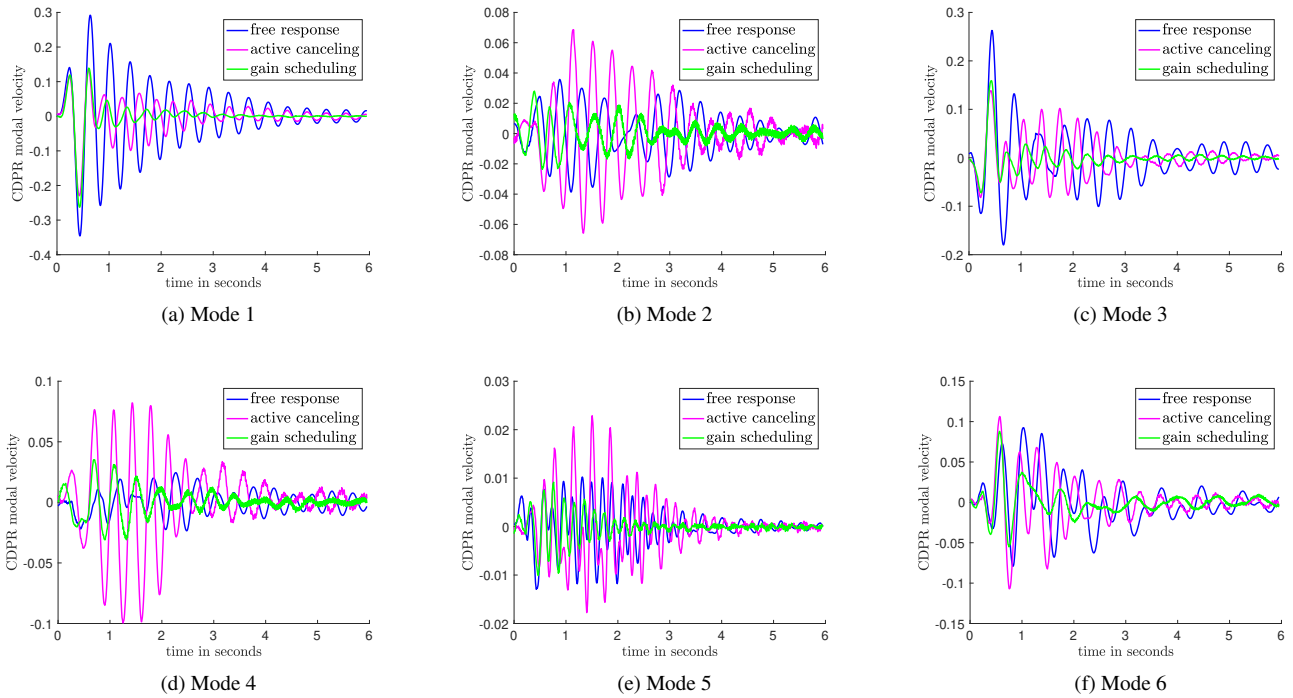 CDPR modal velocity
0.3
0.2
0.1
0
-0.1
-0.2
-0.3
-0.4
0 1 2 3 4 5 6
time in seconds
free response
active canceling
gain scheduling
(a) Mode 1
CDPR modal velocity
0.08
0.06
0.04
0.02
0
-0.02
-0.04
-0.06
-0.08
0 1 2 3 4 5 6
time in seconds
free response
active canceling
gain scheduling
(b) Mode 2
CDPR modal velocity
0.3
0.2
0.1
0
-0.1
-0.2
0 1 2 3 4 5 6
time in seconds
free response
active canceling
gain scheduling
(c) Mode 3
CDPR modal velocity
0.1
0.05
0
-0.05
-0.1
0 1 2 3 4 5 6
time in seconds
free response
active canceling
gain scheduling
(d) Mode 4
CDPR modal velocity
0.03
0.02
0.01
0
-0.01
-0.02
0 1 2 3 4 5 6
time in seconds
free response
active canceling
gain scheduling
(e) Mode 5
CDPR modal velocity
0.15
0.1
0.05
0
-0.05
-0.1
-0.15
0 1 2 3 4 5 6
time in seconds
free response
active canceling
gain scheduling
(f) Mode 6